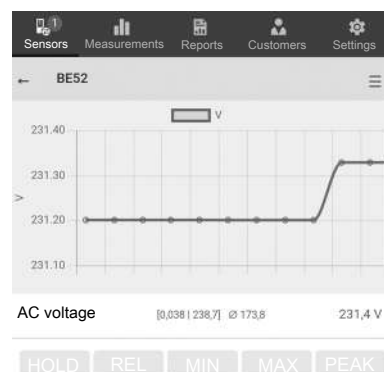 1
Sensors Measurements Reports Customers Settings
← BE52
V
231.40
231.30
V
231.20
231.10
AC voltage [0,038 | 238,7] Ø 173,8 231,4 V
HOLD REL MIN MAX PEAK